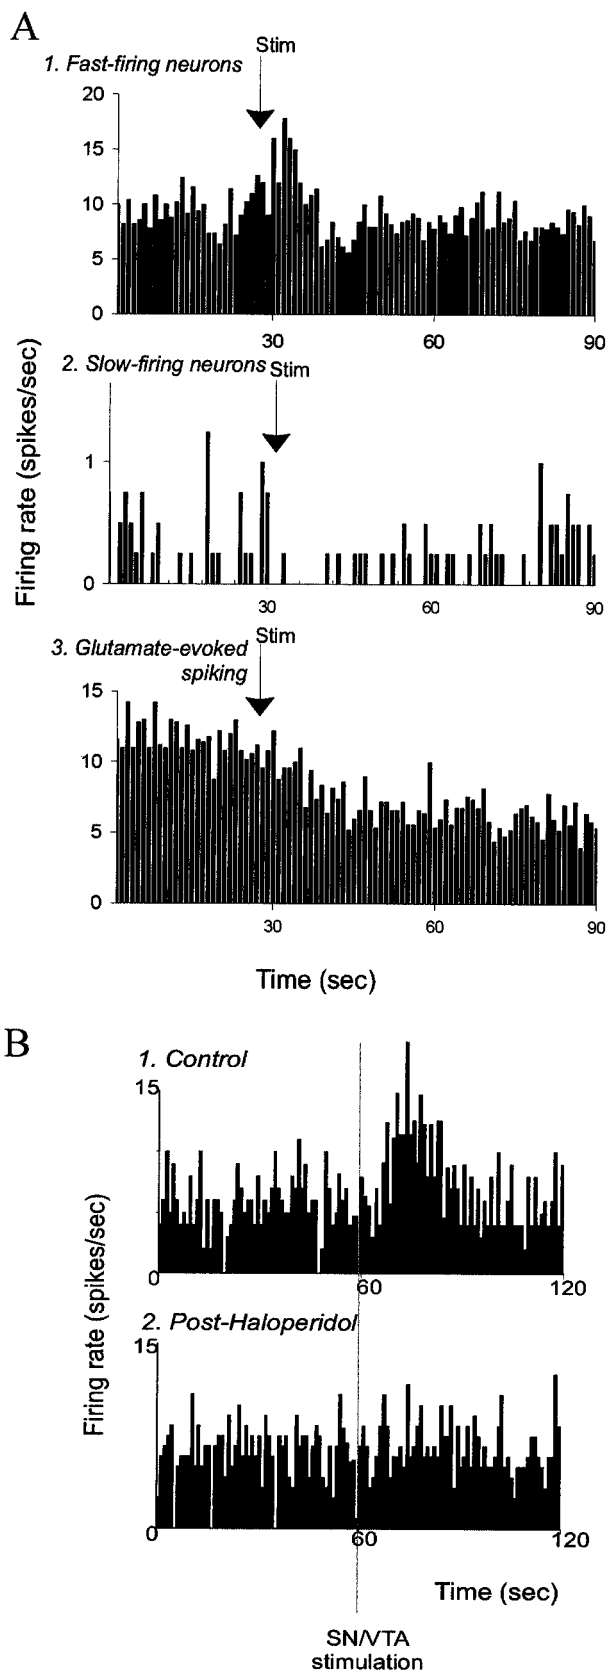 A
Stim
1. Fast-firing neurons
20
15
10
5
0
30 60 90
2. Slow-firing neurons Stim
1
0
30 60 90
Firing rate (spikes/sec)
3. Glutamate-evoked spiking
Stim
15
10
5
0
30 60 90
Time (sec)
B
1. Control
15
0
60 120
2. Post-Haloperidol
15
0
60 120
Firing rate (spikes/sec)
Time (sec)
SN/VTA
stimulation